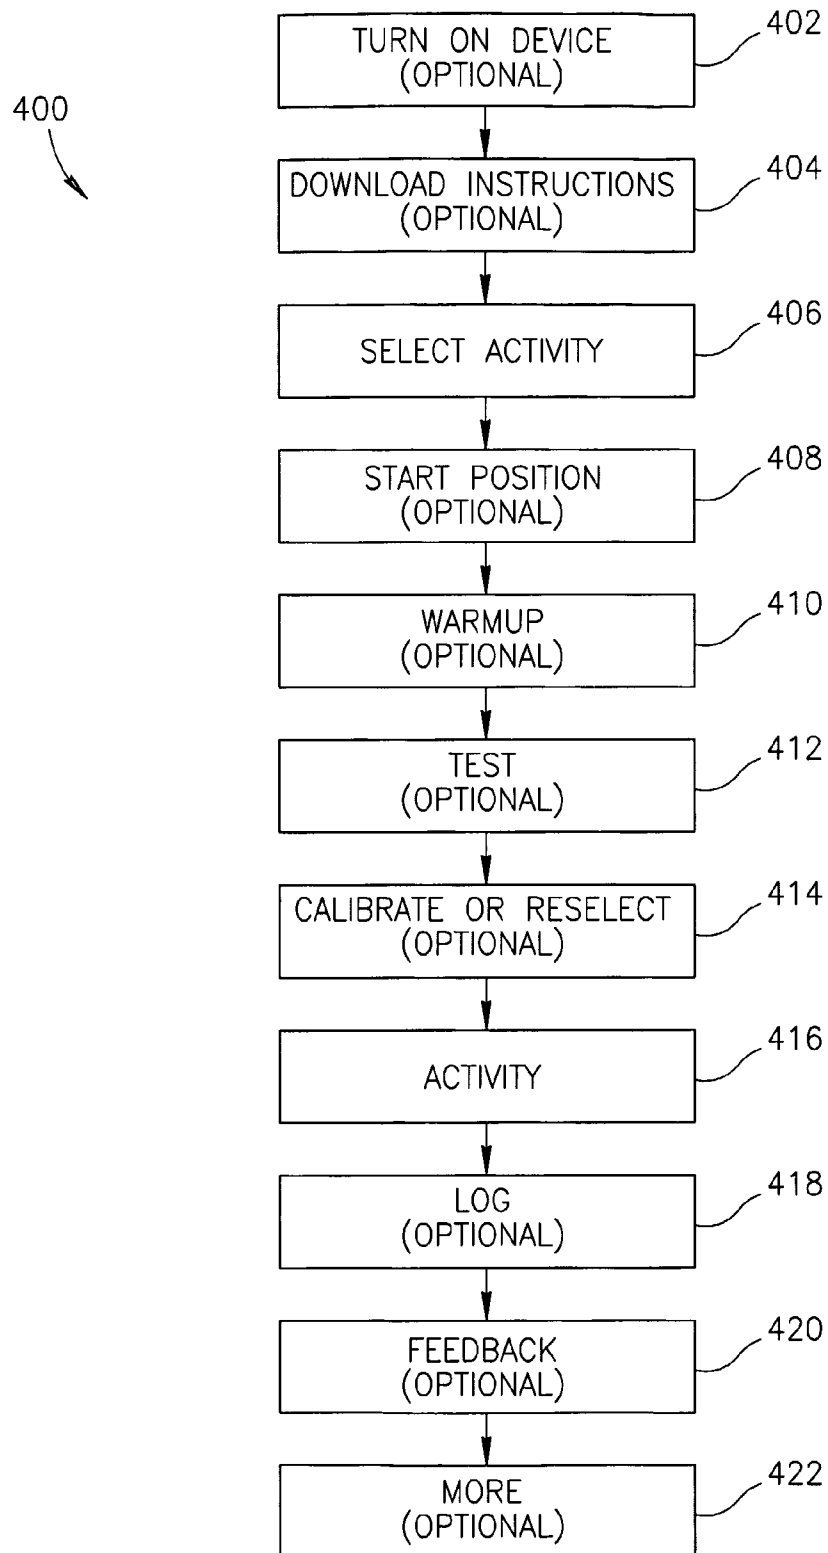 400
TURN ON DEVICE
(OPTIONAL)
402
DOWNLOAD INSTRUCTIONS
(OPTIONAL)
404
SELECT ACTIVITY
406
START POSITION
(OPTIONAL)
408
WARMUP
(OPTIONAL)
410
TEST
(OPTIONAL)
412
CALIBRATE OR RESELECT
(OPTIONAL)
414
ACTIVITY
416
LOG
(OPTIONAL)
418
FEEDBACK
(OPTIONAL)
420
MORE
(OPTIONAL)
422